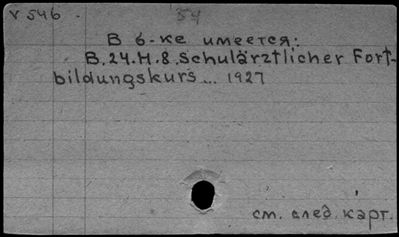 V 546 54
В б-ке имеется:
B.24.H.8.Schulärztlicher Fort-
bildungskurs... 1927
см. след. карт.